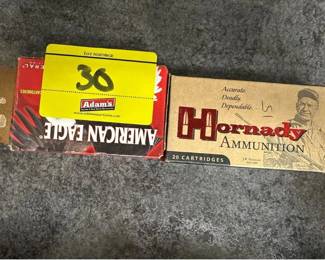 30
Adam's
AMERICAN EAGLE
Accurate
Deadly
Dependable
Hornady
AMMUNITION
20 CARTRIDGES